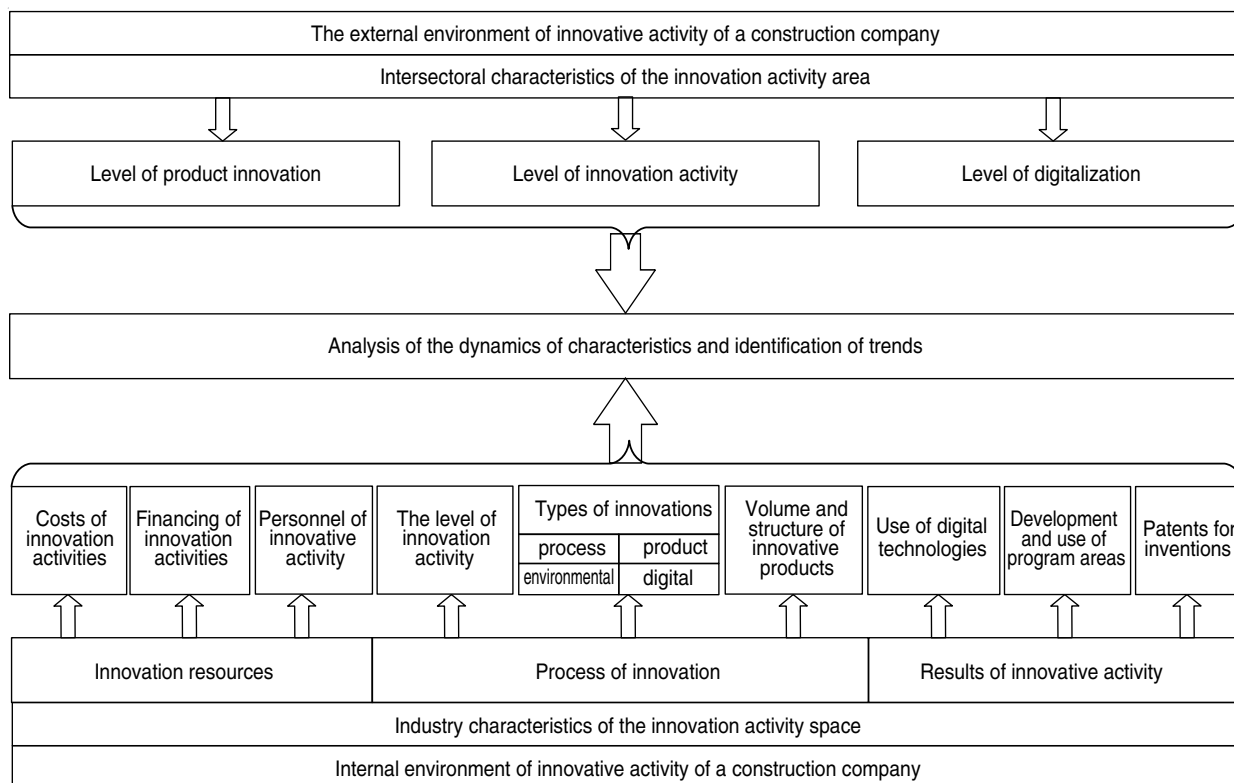 The external environment of innovative activity of a construction company
Intersectoral characteristics of the innovation activity area
Level of product innovation
Level of innovation activity
Level of digitalization
Analysis of the dynamics of characteristics and identification of trends
Costs of
innovation
activities
Financing of
innovation
activities
Personnel of
innovative
activity
The level of
innovation
activity
Types of innovations
process
product
environmental
digital
Volume and
structure of
innovative
products
Use of digital
technologies
Development
and use of
program areas
Patents for
inventions
Innovation resources
Process of innovation
Results of innovative activity
Industry characteristics of the innovation activity space
Internal environment of innovative activity of a construction company